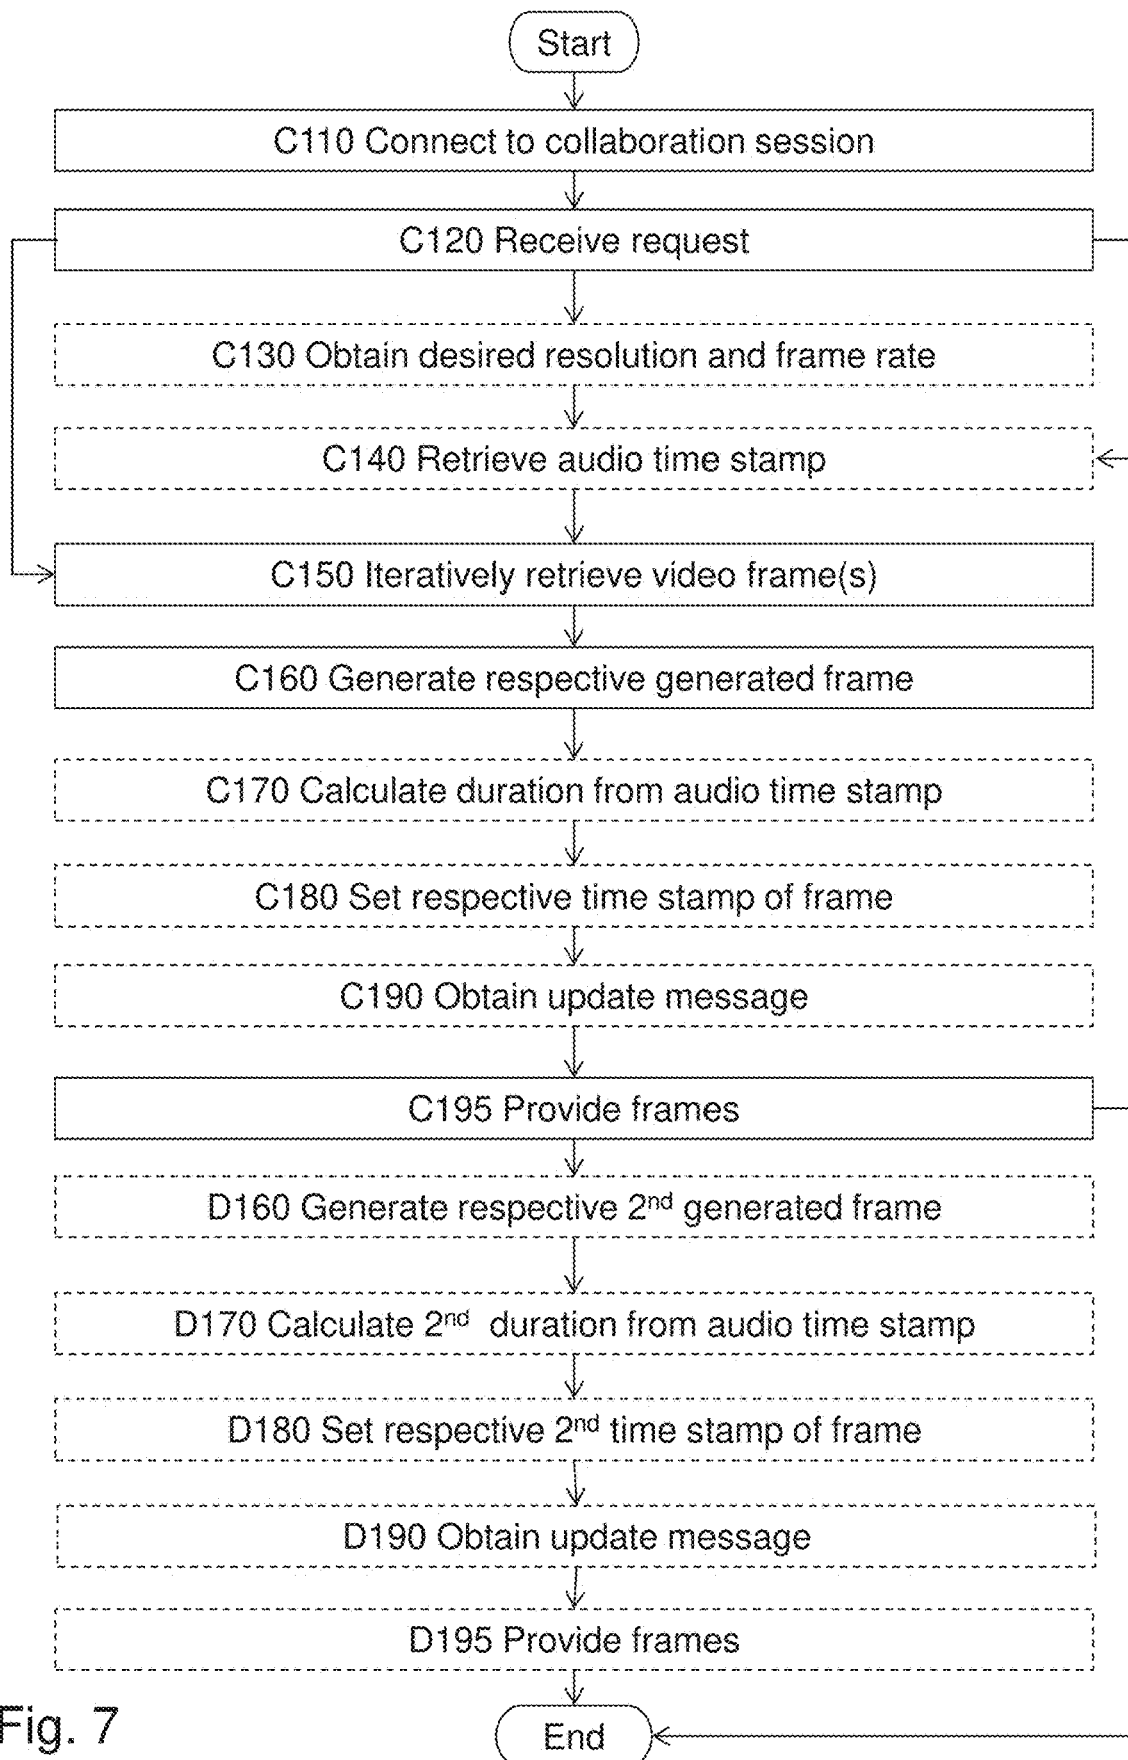 Start
C110 Connect to collaboration session
C120 Receive request
C130 Obtain desired resolution and frame rate
C140 Retrieve audio time stamp
C150 Iteratively retrieve video frame(s)
C160 Generate respective generated frame
C170 Calculate duration from audio time stamp
C180 Set respective time stamp of frame
C190 Obtain update message
C195 Provide frames
D160 Generate respective 2nd generated frame
D170 Calculate 2nd duration from audio time stamp
D180 Set respective 2nd time stamp of frame
D190 Obtain update message
D195 Provide frames
End
Fig. 7